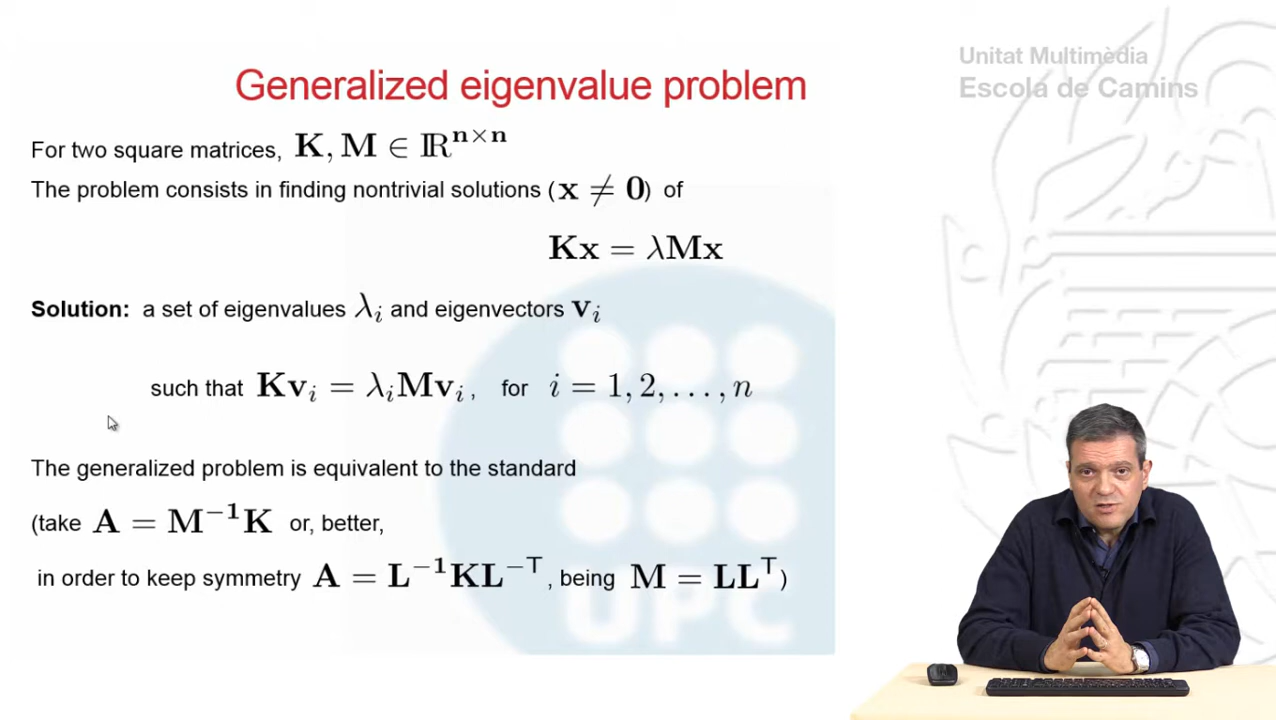 Unitat Multimèdia
Escola de Camins
Generalized eigenvalue problem
For two square matrices, K, M ∈ ℝⁿˣⁿ
The problem consists in finding nontrivial solutions (x ≠ 0) of
Kx = λMx
Solution: a set of eigenvalues λᵢ and eigenvectors vᵢ
such that Kvᵢ = λᵢMvᵢ, for i = 1, 2, . . . , n
The generalized problem is equivalent to the standard
(take A = M⁻¹K or, better,
in order to keep symmetry A = L⁻¹KL⁻ᵀ, being M = LLᵀ)
UPC